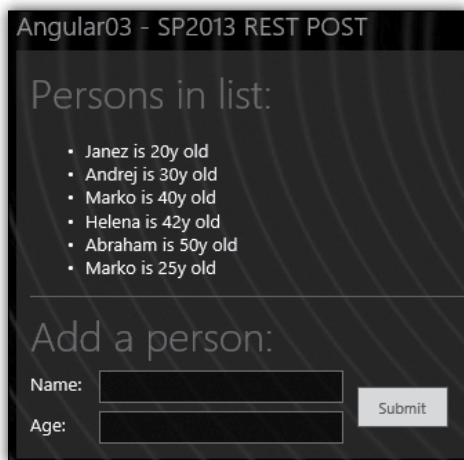 Angular03 - SP2013 REST POST
Persons in list:
• Janez is 20y old
• Andrej is 30y old
• Marko is 40y old
• Helena is 42y old
• Abraham is 50y old
• Marko is 25y old
Add a person:
Name:
Submit
Age: